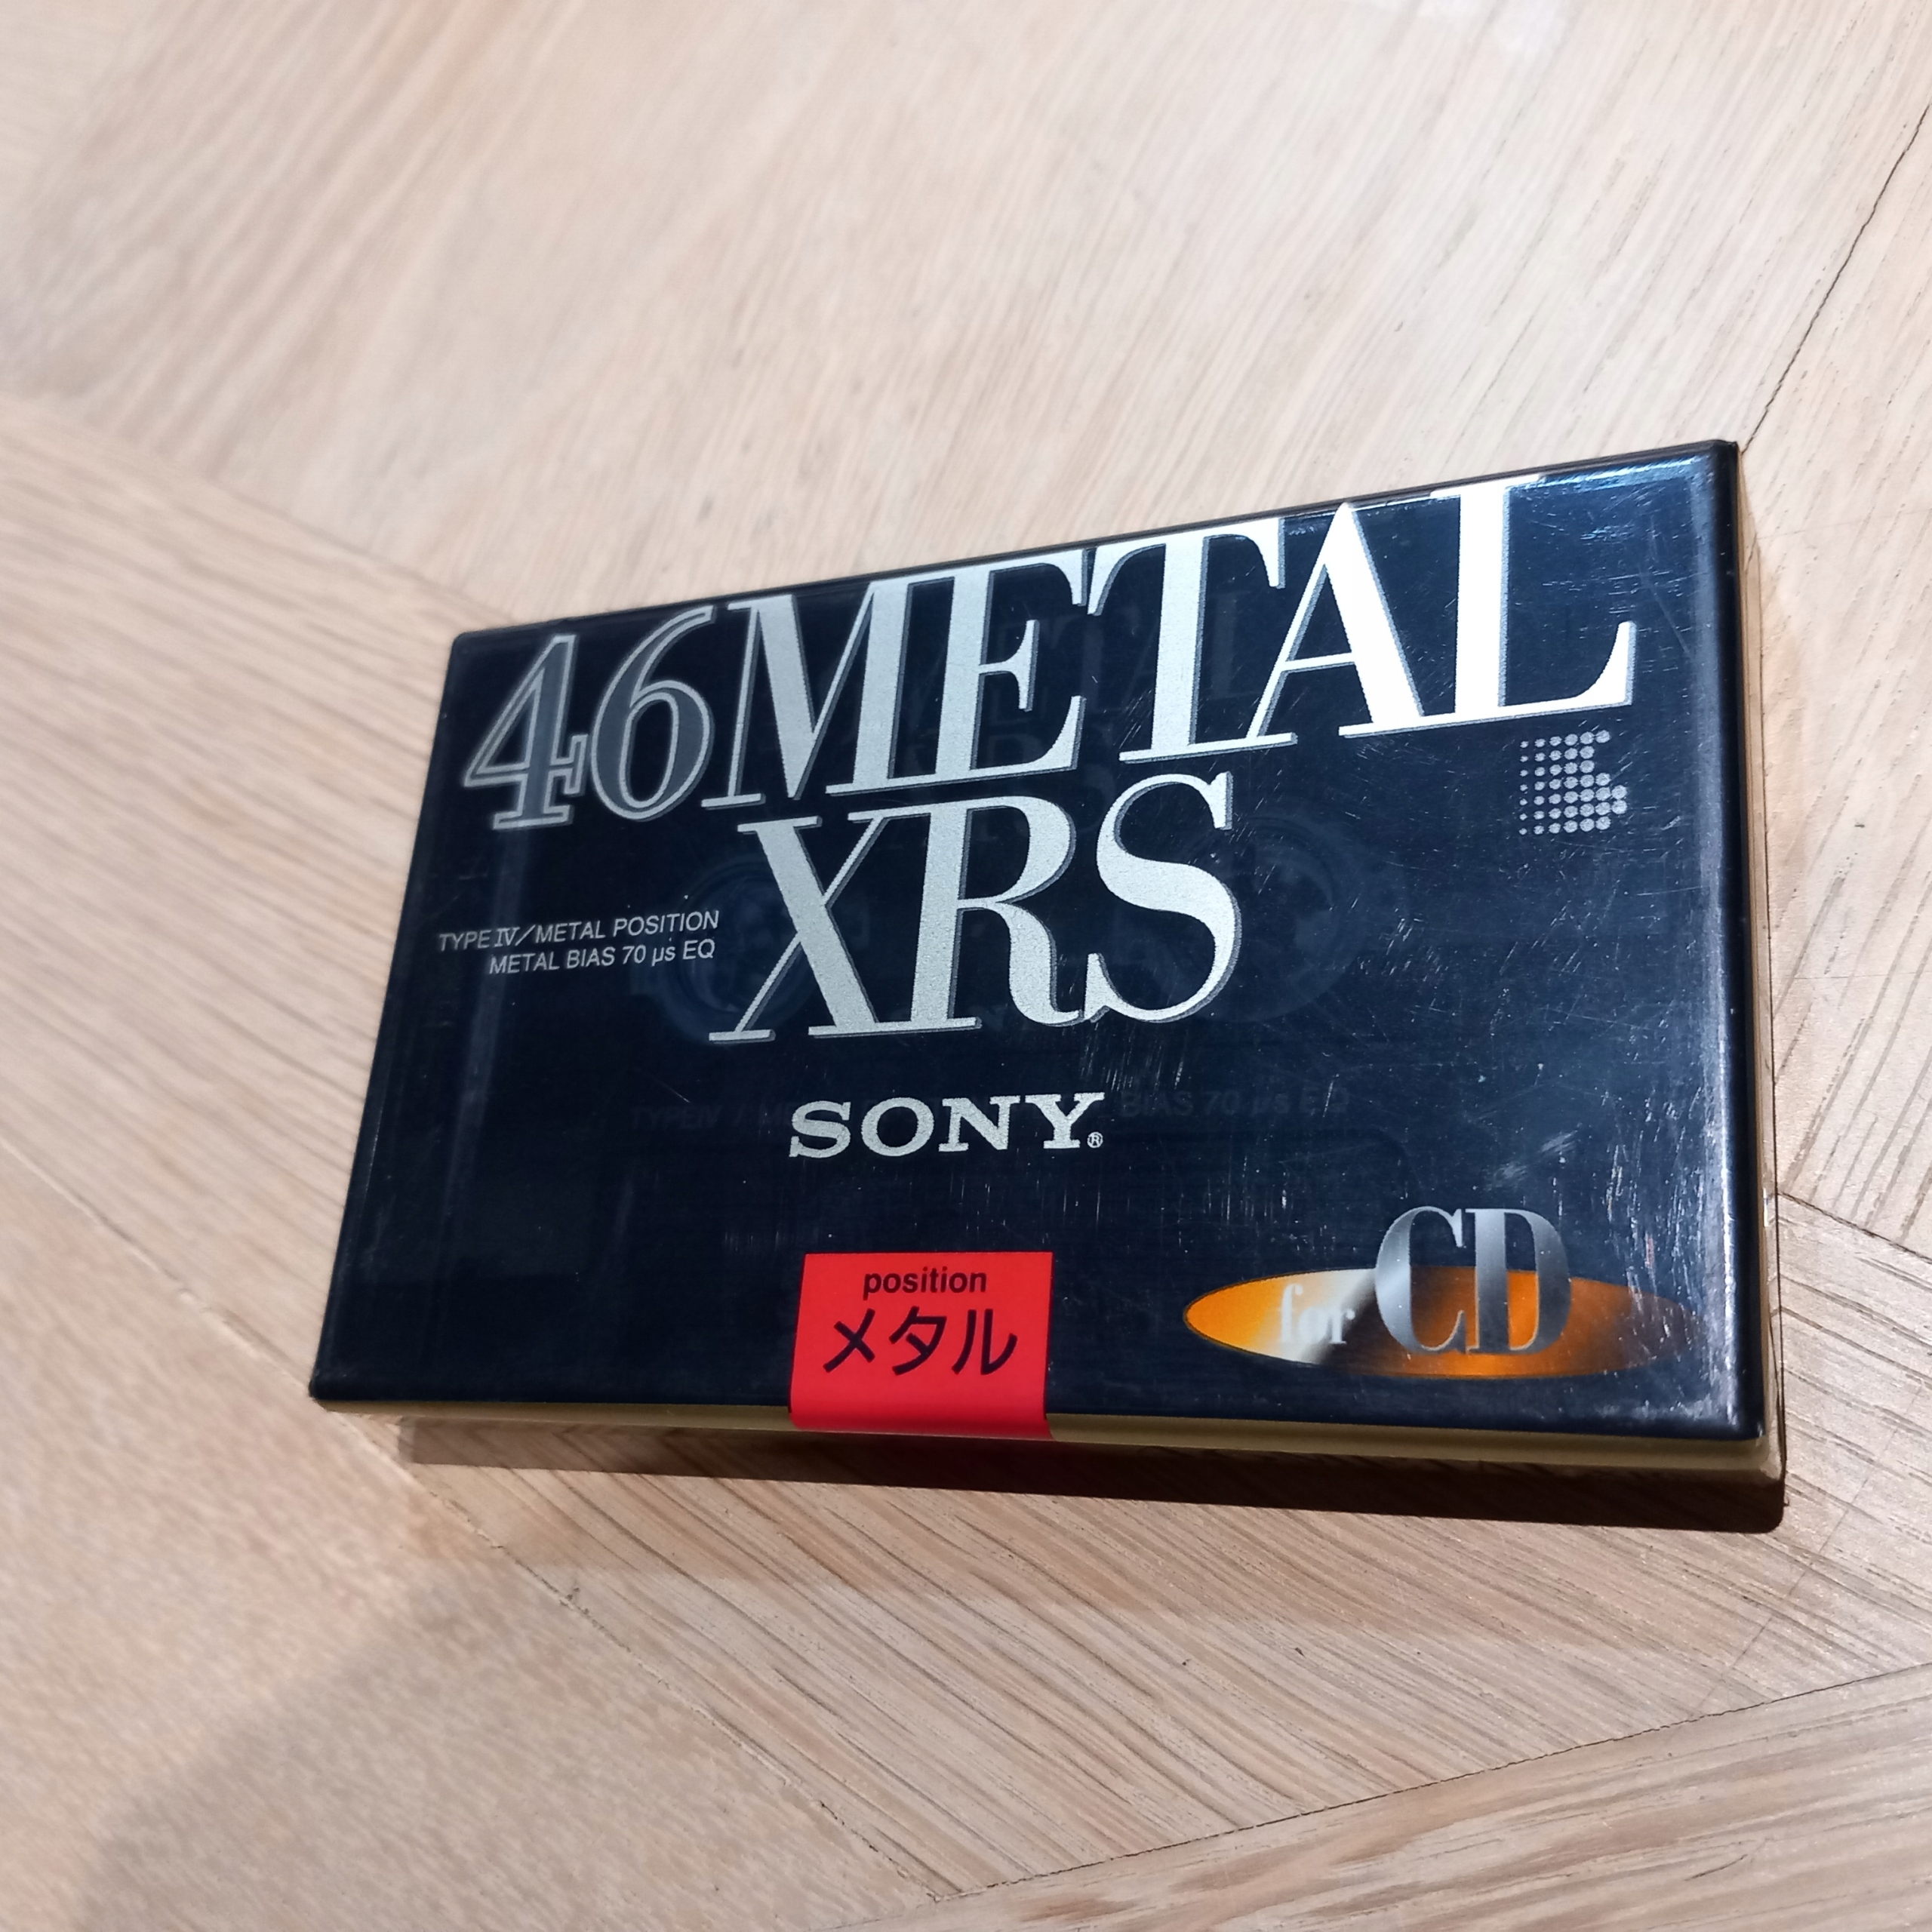 46METAL
XRS
TYPE IV/METAL POSITION
METAL BIAS 70 µs EQ
SONY®
position
メタル
for CD